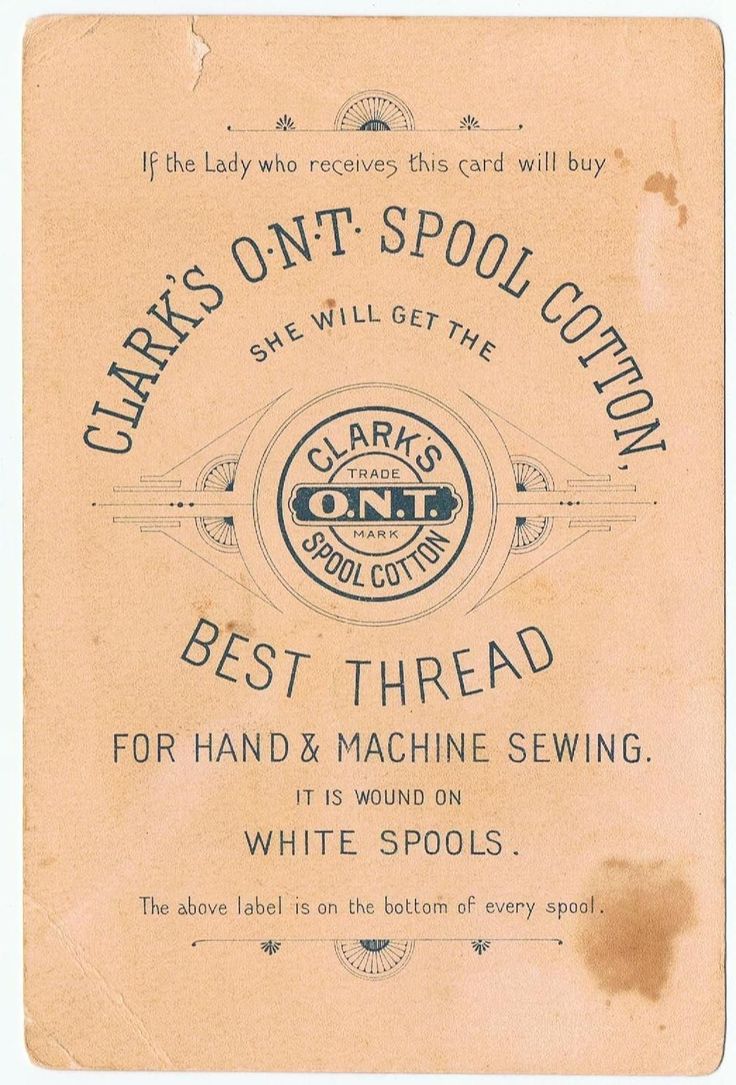 If the Lady who receives this card will buy
CLARK'S O·N·T· SPOOL COTTON,
SHE WILL GET THE
CLARK'S
TRADE
O.N.T.
MARK
SPOOL COTTON
BEST THREAD
FOR HAND & MACHINE SEWING.
IT IS WOUND ON
WHITE SPOOLS.
The above label is on the bottom of every spool.